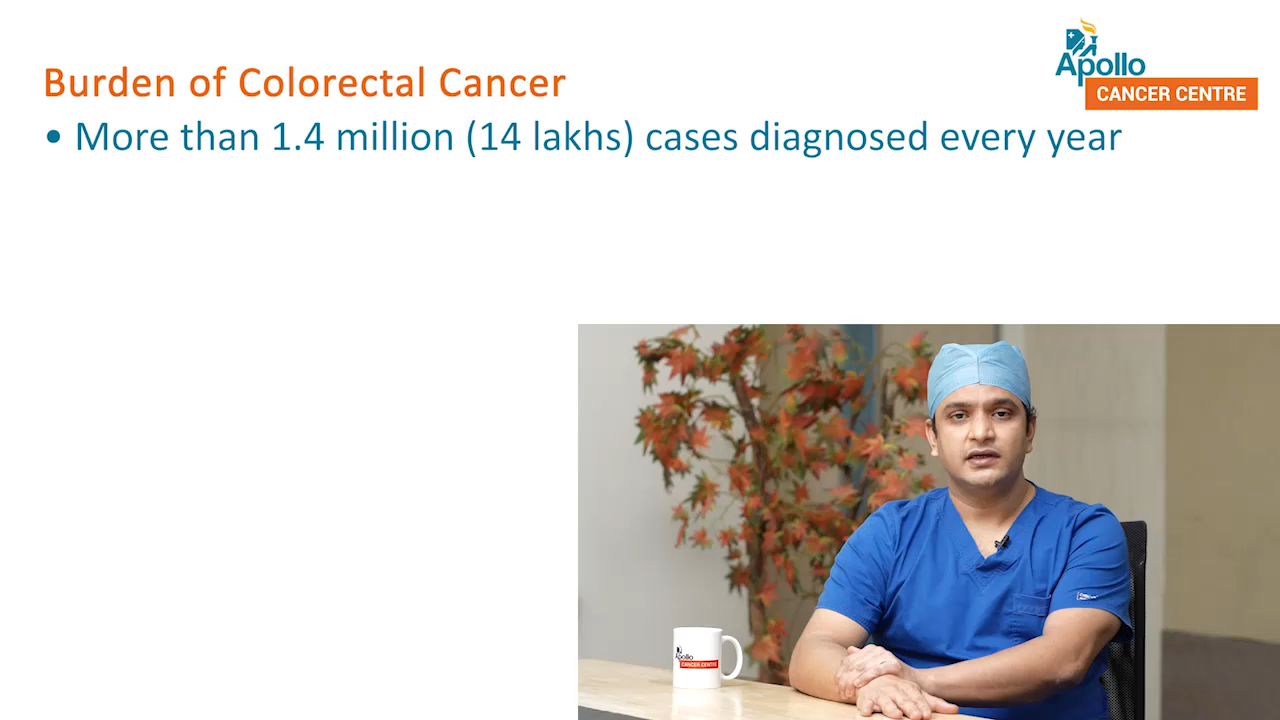 Apollo
CANCER CENTRE
Burden of Colorectal Cancer
• More than 1.4 million (14 lakhs) cases diagnosed every year
Apollo
CANCER CENTRE